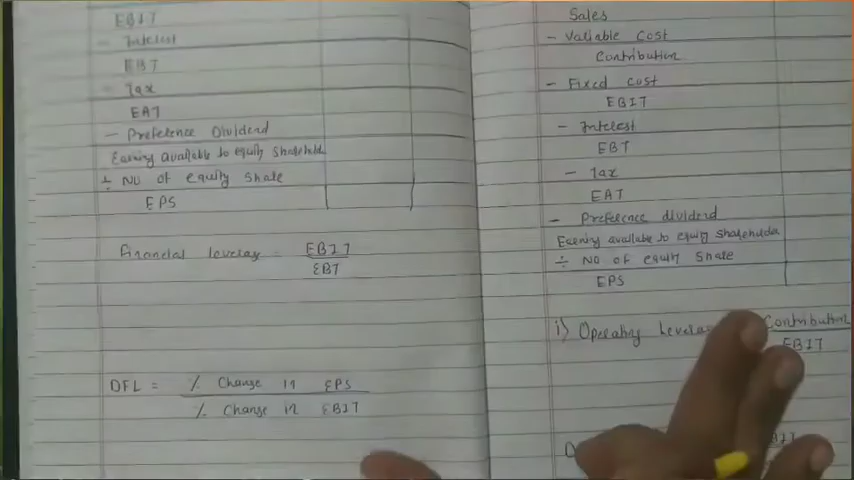 EBIT
- Interest
EBT
- Tax
EAT
- Preference Dividend
Earning available to equity shareholde
÷ No of equity share
EPS
Financial leverage = EBIT
EBT
DFL = % Change in EPS
% Change in EBIT
Sales
- Variable Cost
Contribution
- Fixed Cost
EBIT
- Interest
EBT
- Tax
EAT
- Preference dividend
Earning available to equity shareholder
÷ No of equity share
EPS
i) Operating Levera
Contribution
EBIT